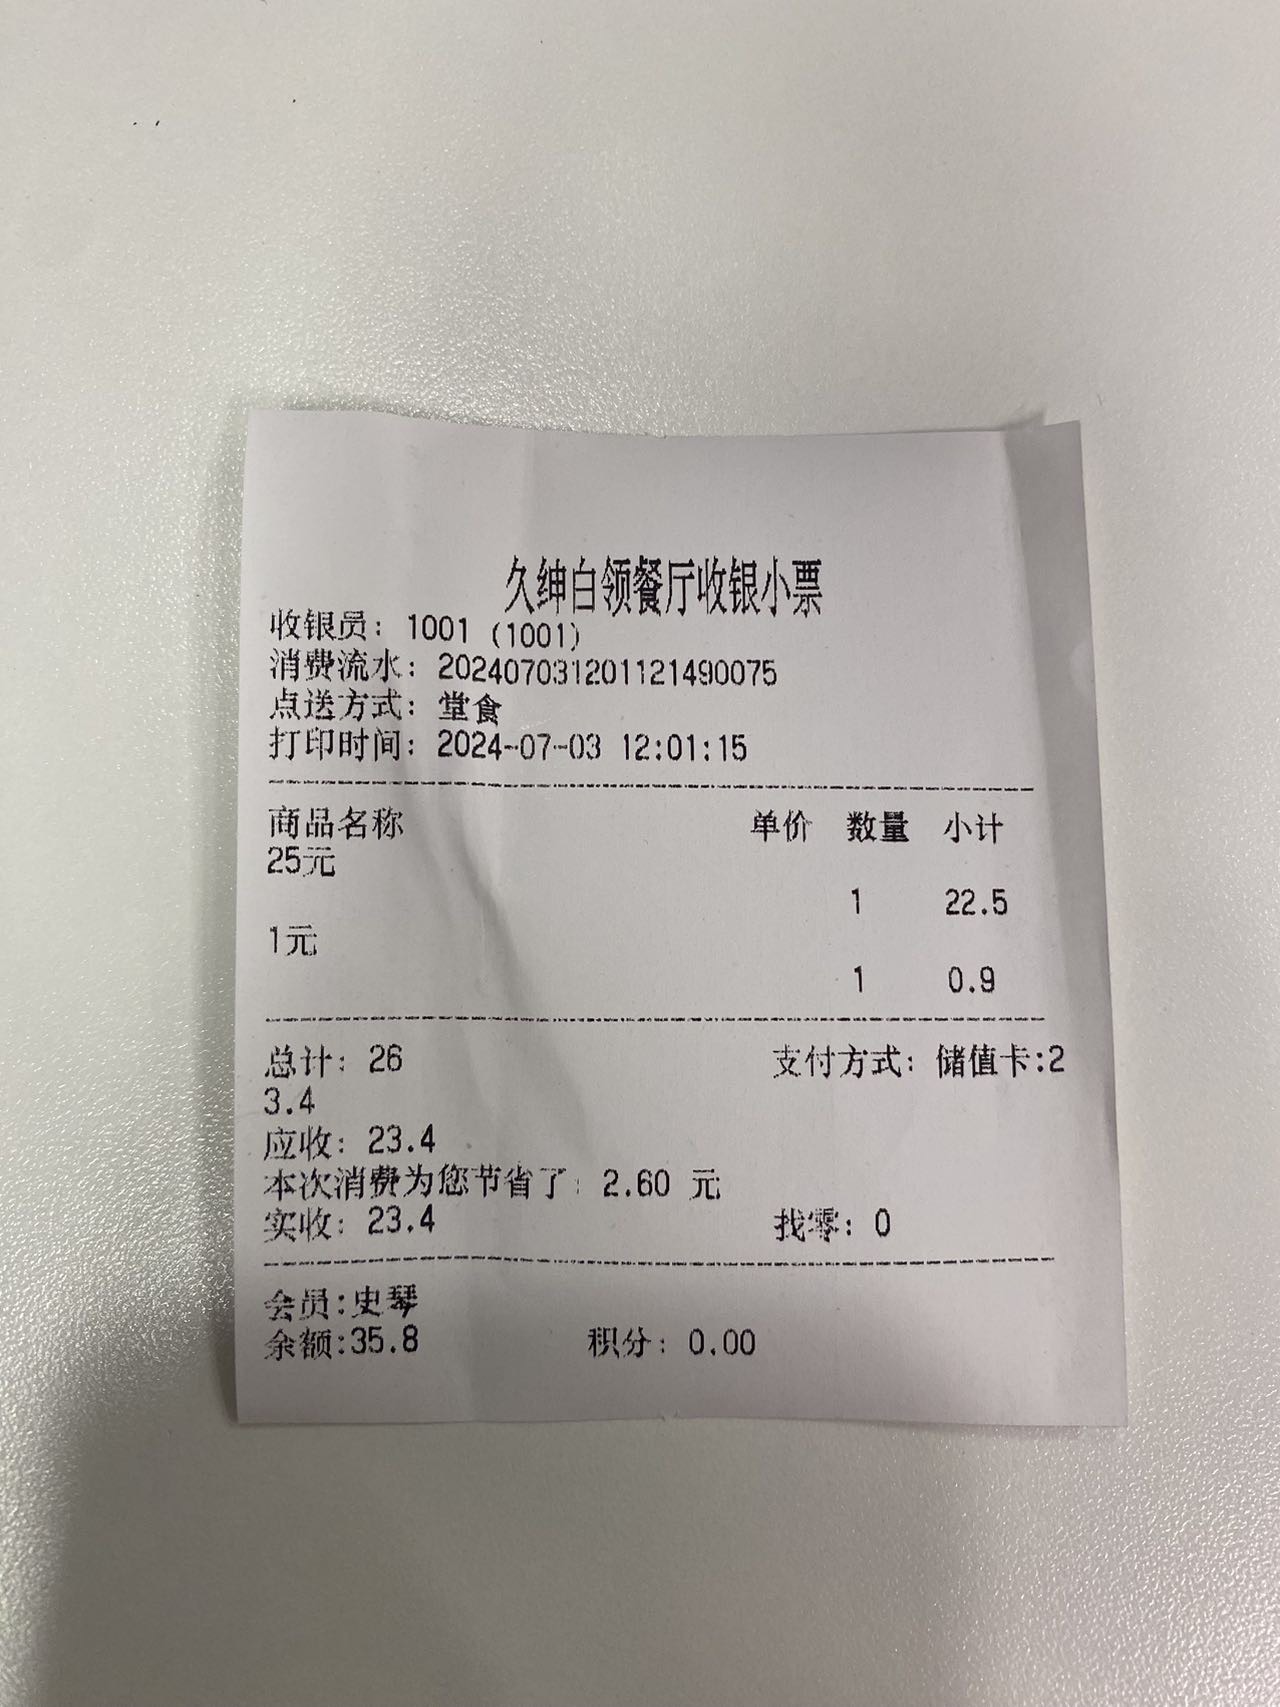 久绅白领餐厅收银小票
收银员: 1001 (1001)
消费流水: 202407031201121490075
点送方式: 堂食
打印时间: 2024-07-03 12:01:15
商品名称 单价 数量 小计
25元
1 22.5
1元
1 0.9
总计: 26 支付方式: 储值卡:2
3.4
应收: 23.4
本次消费为您节省了: 2.60 元
实收: 23.4 找零: 0
会员:史琴
余额:35.8 积分: 0.00